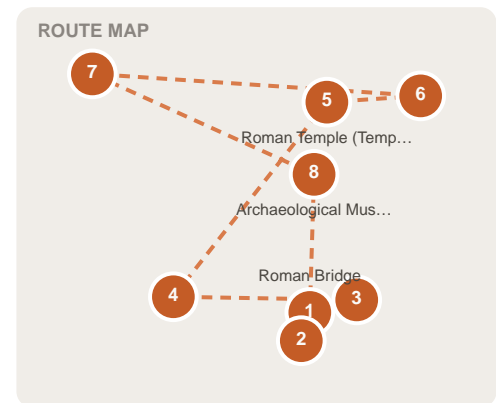 ROUTE MAP
7
5
6
Roman Temple (Temp…
8
Archaeological Mus…
Roman Bridge
4
1
3
2